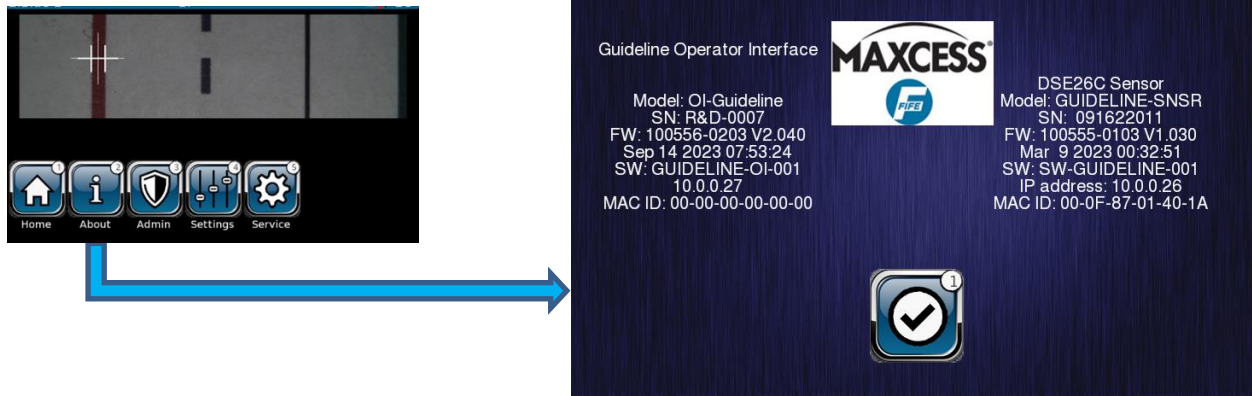 1
2
3
4
5
Home
About
Admin
Settings
Service
Guideline Operator Interface
Model: OI-Guideline
SN: R&D-0007
FW: 100556-0203 V2.040
Sep 14 2023 07:53:24
SW: GUIDELINE-OI-001
10.0.0.27
MAC ID: 00-00-00-00-00-00
MAXCESS®
FIFE
DSE26C Sensor
Model: GUIDELINE-SNSR
SN: 091622011
FW: 100555-0103 V1.030
Mar 9 2023 00:32:51
SW: SW-GUIDELINE-001
IP address: 10.0.0.26
MAC ID: 00-0F-87-01-40-1A
1